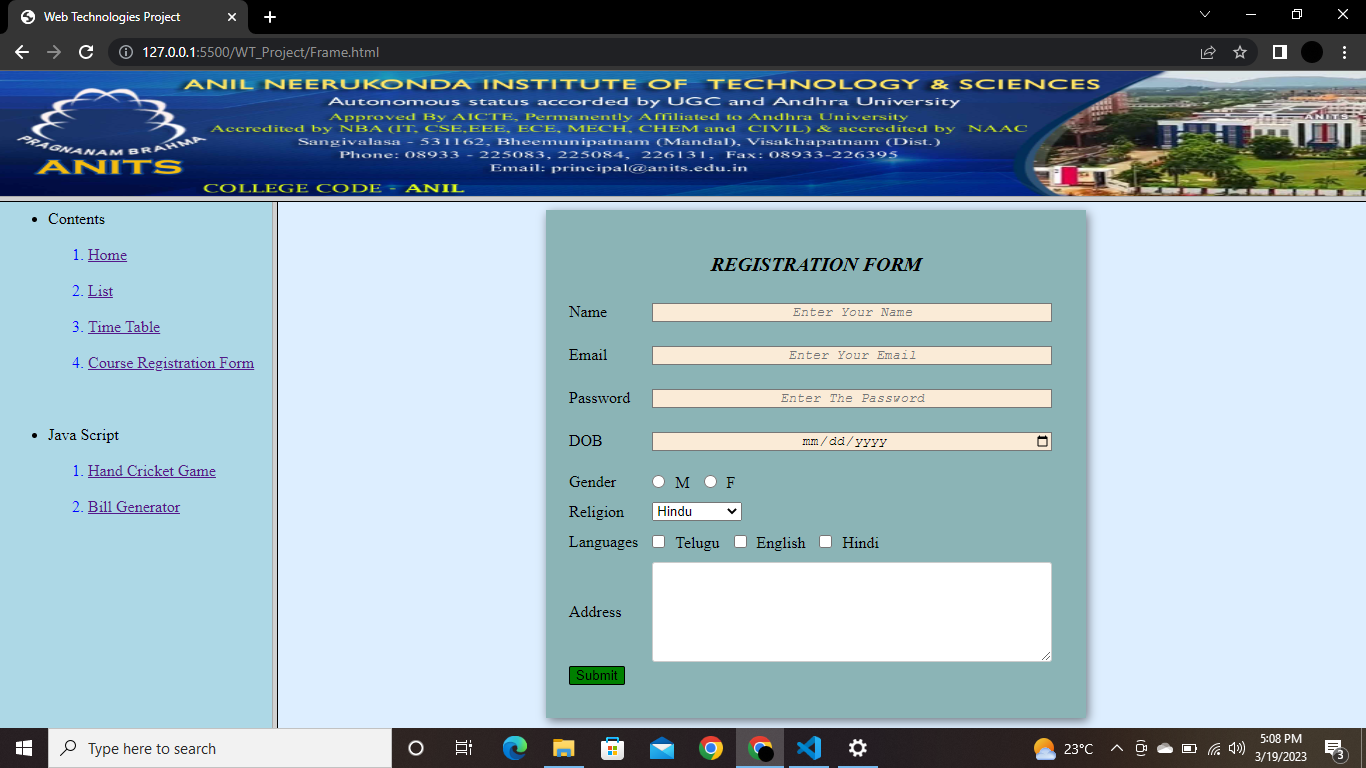 Web Technologies Project
127.0.0.1:5500/WT_Project/Frame.html
ANIL NEERUKONDA INSTITUTE OF TECHNOLOGY & SCIENCES
Autonomous status accorded by UGC and Andhra University
Approved By AICTE, Permanently Affiliated to Andhra University
Accredited by NBA (IT, CSE,EEE, ECE, MECH, CHEM and CIVIL) & accredited by NAAC
Sangivalasa - 531162, Bheemunipatnam (Mandal), Visakhapatnam (Dist.)
Phone: 08933 - 225083, 225084, 226131, Fax: 08933-226395
Email: principal@anits.edu.in
COLLEGE CODE - ANIL
PRAGNANAM BRAHMA
ANITS
ANITS
Contents
1. Home
2. List
3. Time Table
4. Course Registration Form
Java Script
1. Hand Cricket Game
2. Bill Generator
REGISTRATION FORM
Name Enter Your Name
Email Enter Your Email
Password Enter The Password
DOB mm/dd/yyyy
Gender M F
Religion Hindu
Languages Telugu English Hindi
Address
Submit
Type here to search
23°C
5:08 PM
3/19/2023
3